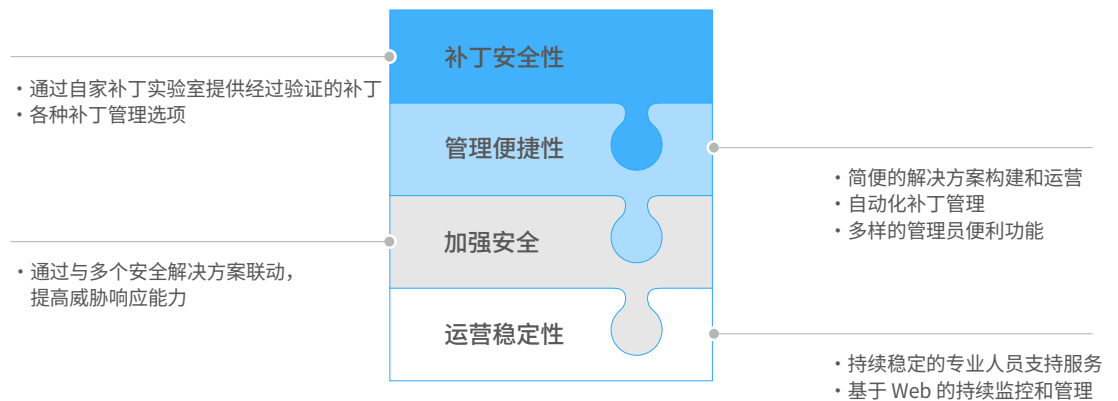 补丁安全性
・通过自家补丁实验室提供经过验证的补丁
・各种补丁管理选项
管理便捷性
・简便的解决方案构建和运营
・自动化补丁管理
・多样的管理员便利功能
加强安全
・通过与多个安全解决方案联动，
提高威胁响应能力
运营稳定性
・持续稳定的专业人员支持服务
・基于 Web 的持续监控和管理